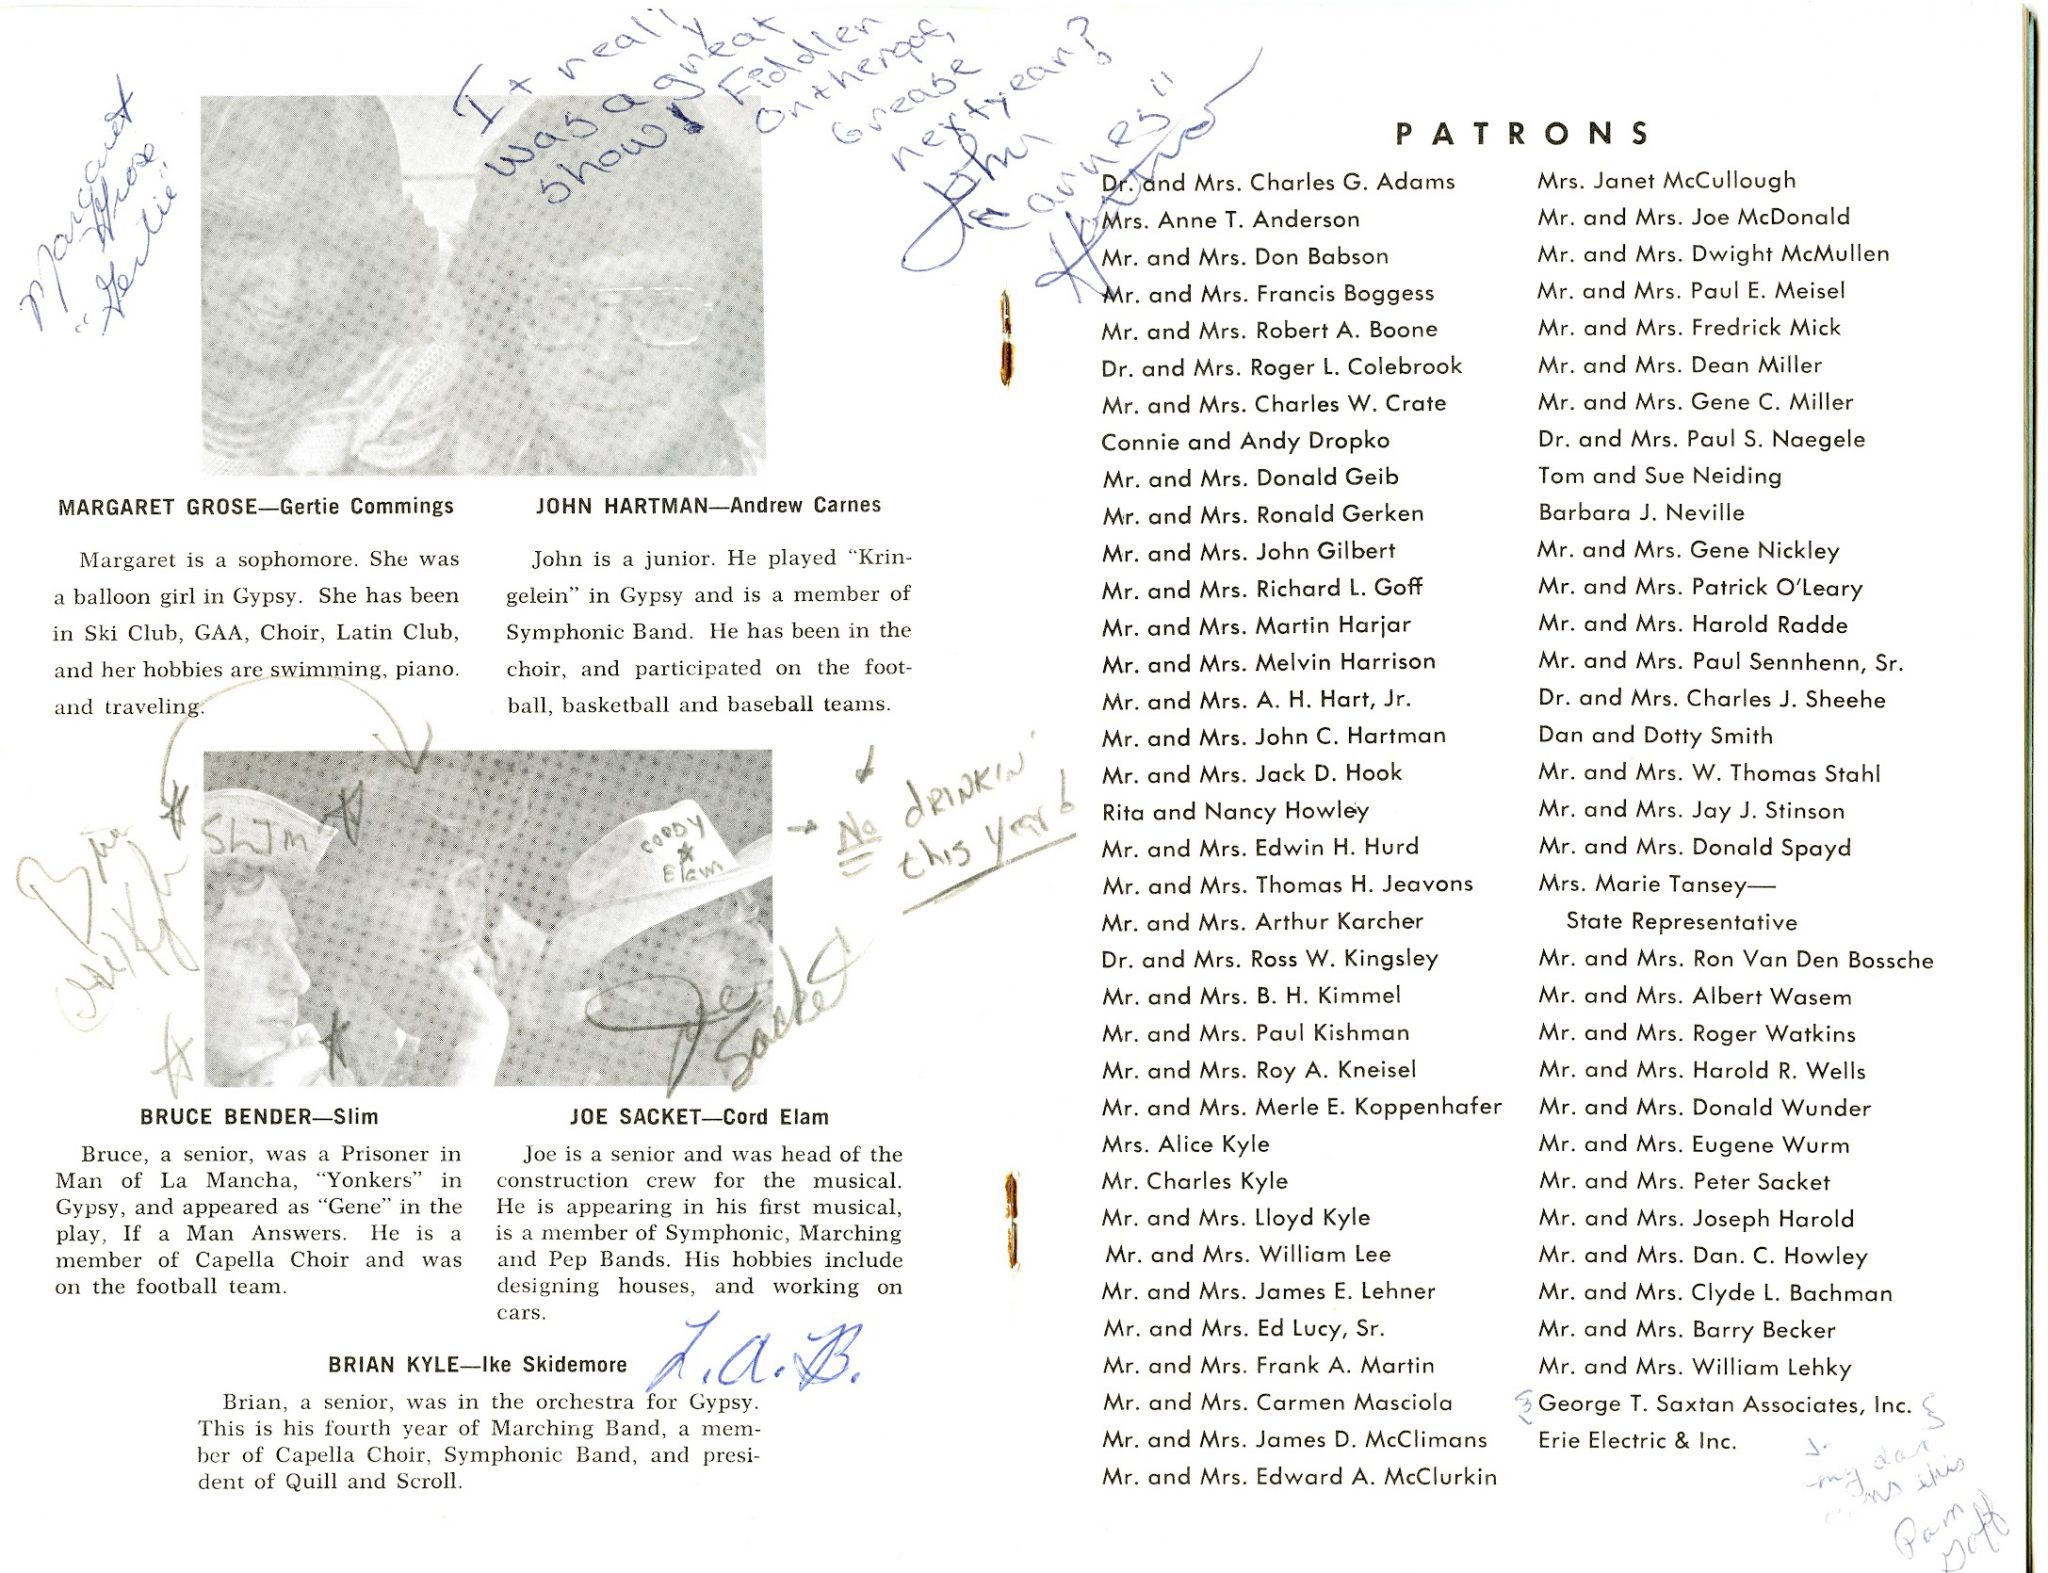 It really
was a great
show!
Fiddler
On the roof,
Grease
next year?
John
"Carnes"
Hartman
Margaret
Grose
"Gertie"
MARGARET GROSE—Gertie Commings
Margaret is a sophomore. She was
a balloon girl in Gypsy. She has been
in Ski Club, GAA, Choir, Latin Club,
and her hobbies are swimming, piano.
and traveling.
JOHN HARTMAN—Andrew Carnes
John is a junior. He played “Krin-
gelein” in Gypsy and is a member of
Symphonic Band. He has been in the
choir, and participated on the foot-
ball, basketball and baseball teams.
SLIM
COODY
Elam
No drinkin'
this year!
Joe
Sacket
BRUCE BENDER—Slim
Bruce, a senior, was a Prisoner in
Man of La Mancha, “Yonkers” in
Gypsy, and appeared as “Gene” in the
play, If a Man Answers. He is a
member of Capella Choir and was
on the football team.
JOE SACKET—Cord Elam
Joe is a senior and was head of the
construction crew for the musical.
He is appearing in his first musical,
is a member of Symphonic, Marching
and Pep Bands. His hobbies include
designing houses, and working on
cars.
L.A.B.
BRIAN KYLE—Ike Skidemore
Brian, a senior, was in the orchestra for Gypsy.
This is his fourth year of Marching Band, a mem-
ber of Capella Choir, Symphonic Band, and presi-
dent of Quill and Scroll.
PATRONS
Dr. and Mrs. Charles G. Adams
Mrs. Anne T. Anderson
Mr. and Mrs. Don Babson
Mr. and Mrs. Francis Boggess
Mr. and Mrs. Robert A. Boone
Dr. and Mrs. Roger L. Colebrook
Mr. and Mrs. Charles W. Crate
Connie and Andy Dropko
Mr. and Mrs. Donald Geib
Mr. and Mrs. Ronald Gerken
Mr. and Mrs. John Gilbert
Mr. and Mrs. Richard L. Goff
Mr. and Mrs. Martin Harjar
Mr. and Mrs. Melvin Harrison
Mr. and Mrs. A. H. Hart, Jr.
Mr. and Mrs. John C. Hartman
Mr. and Mrs. Jack D. Hook
Rita and Nancy Howley
Mr. and Mrs. Edwin H. Hurd
Mr. and Mrs. Thomas H. Jeavons
Mr. and Mrs. Arthur Karcher
Dr. and Mrs. Ross W. Kingsley
Mr. and Mrs. B. H. Kimmel
Mr. and Mrs. Paul Kishman
Mr. and Mrs. Roy A. Kneisel
Mr. and Mrs. Merle E. Koppenhafer
Mrs. Alice Kyle
Mr. Charles Kyle
Mr. and Mrs. Lloyd Kyle
Mr. and Mrs. William Lee
Mr. and Mrs. James E. Lehner
Mr. and Mrs. Ed Lucy, Sr.
Mr. and Mrs. Frank A. Martin
Mr. and Mrs. Carmen Masciola
Mr. and Mrs. James D. McClimans
Mr. and Mrs. Edward A. McClurkin
Mrs. Janet McCullough
Mr. and Mrs. Joe McDonald
Mr. and Mrs. Dwight McMullen
Mr. and Mrs. Paul E. Meisel
Mr. and Mrs. Fredrick Mick
Mr. and Mrs. Dean Miller
Mr. and Mrs. Gene C. Miller
Dr. and Mrs. Paul S. Naegele
Tom and Sue Neiding
Barbara J. Neville
Mr. and Mrs. Gene Nickley
Mr. and Mrs. Patrick O'Leary
Mr. and Mrs. Harold Radde
Mr. and Mrs. Paul Sennhenn, Sr.
Dr. and Mrs. Charles J. Sheehe
Dan and Dotty Smith
Mr. and Mrs. W. Thomas Stahl
Mr. and Mrs. Jay J. Stinson
Mr. and Mrs. Donald Spayd
Mrs. Marie Tansey—
State Representative
Mr. and Mrs. Ron Van Den Bossche
Mr. and Mrs. Albert Wasem
Mr. and Mrs. Roger Watkins
Mr. and Mrs. Harold R. Wells
Mr. and Mrs. Donald Wunder
Mr. and Mrs. Eugene Wurm
Mr. and Mrs. Peter Sacket
Mr. and Mrs. Joseph Harold
Mr. and Mrs. Dan. C. Howley
Mr. and Mrs. Clyde L. Bachman
Mr. and Mrs. Barry Becker
Mr. and Mrs. William Lehky
George T. Saxtan Associates, Inc.
Erie Electric & Inc.
my dad
owns this
Pam
Goff